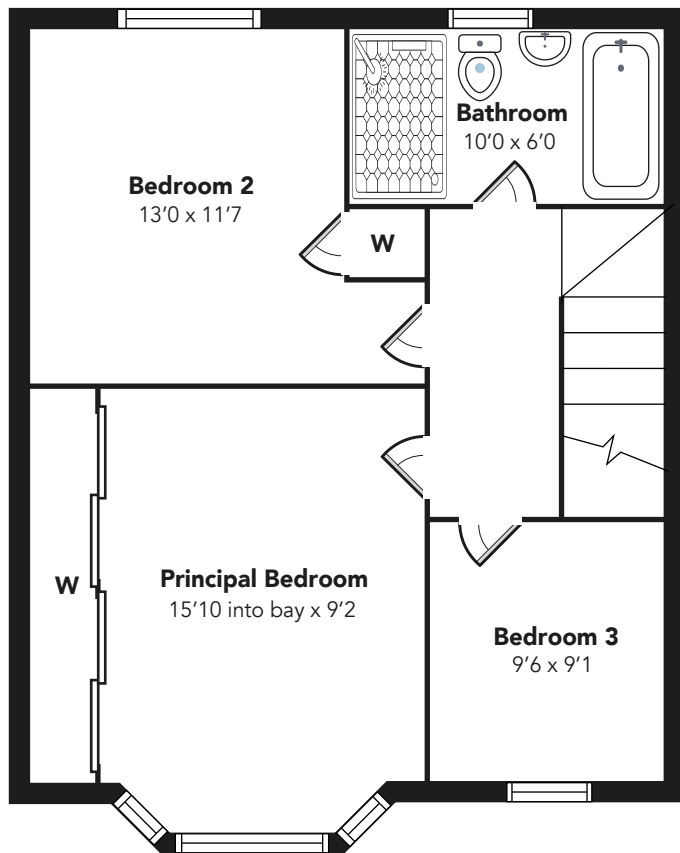 Bathroom
10'0 x 6'0
Bedroom 2
13'0 x 11'7
W
W
Principal Bedroom
15'10 into bay x 9'2
Bedroom 3
9'6 x 9'1